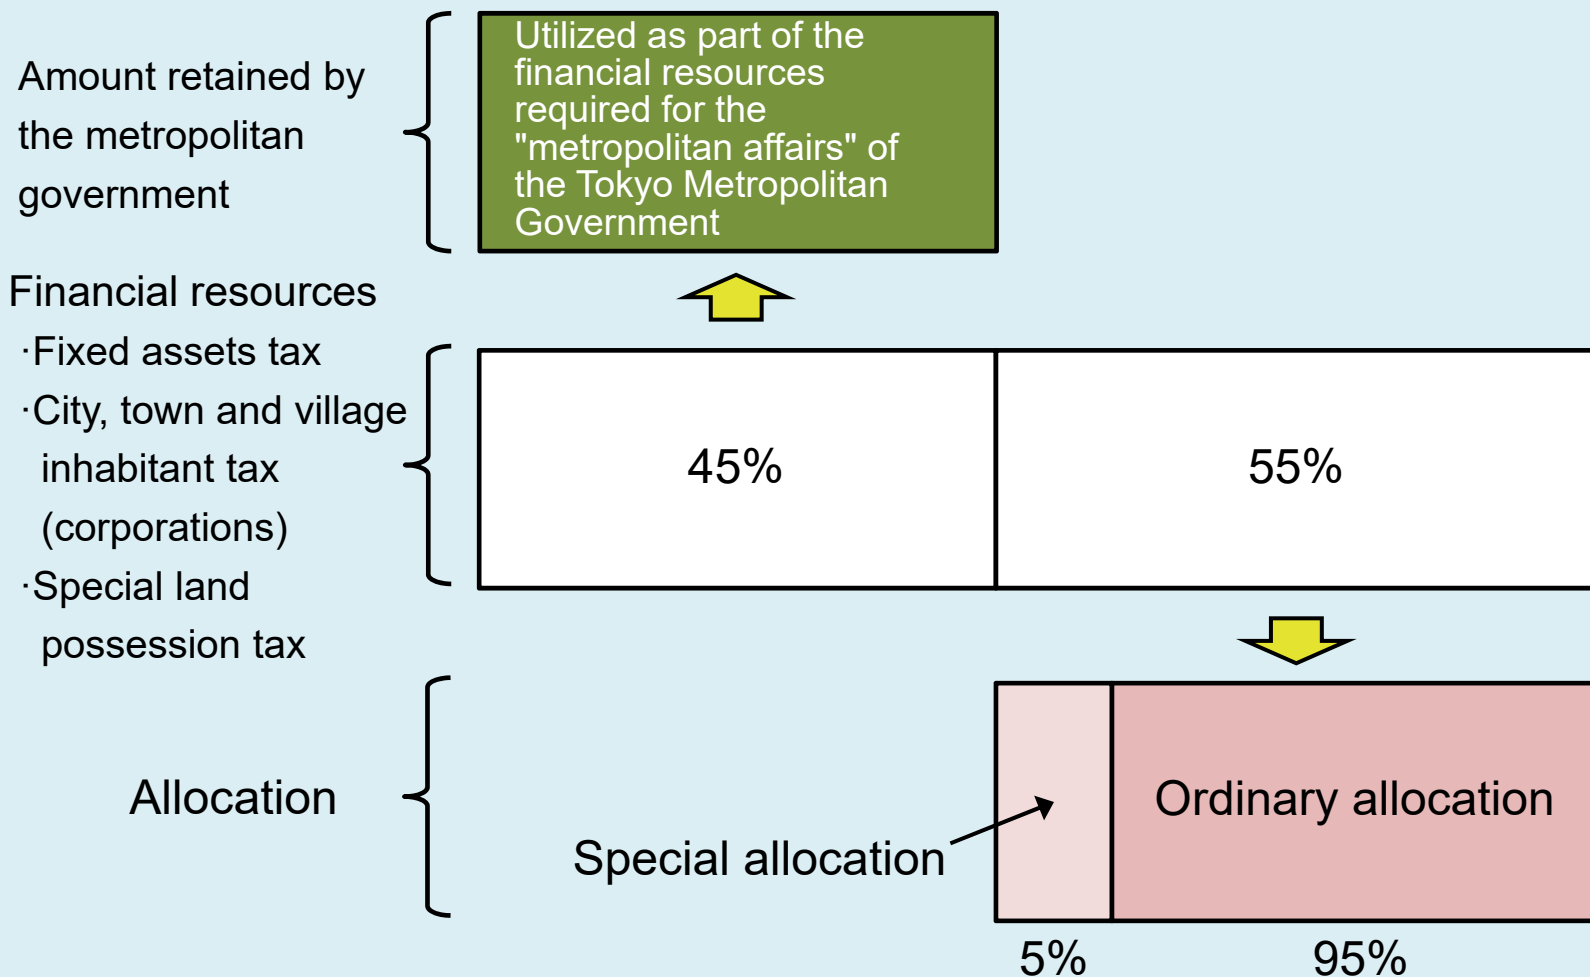 Amount retained by
the metropolitan
government
Utilized as part of the
financial resources
required for the
"metropolitan affairs" of
the Tokyo Metropolitan
Government
Financial resources
·Fixed assets tax
·City, town and village
inhabitant tax
(corporations)
·Special land
possession tax
45%
55%
Allocation
Special allocation
Ordinary allocation
5%
95%